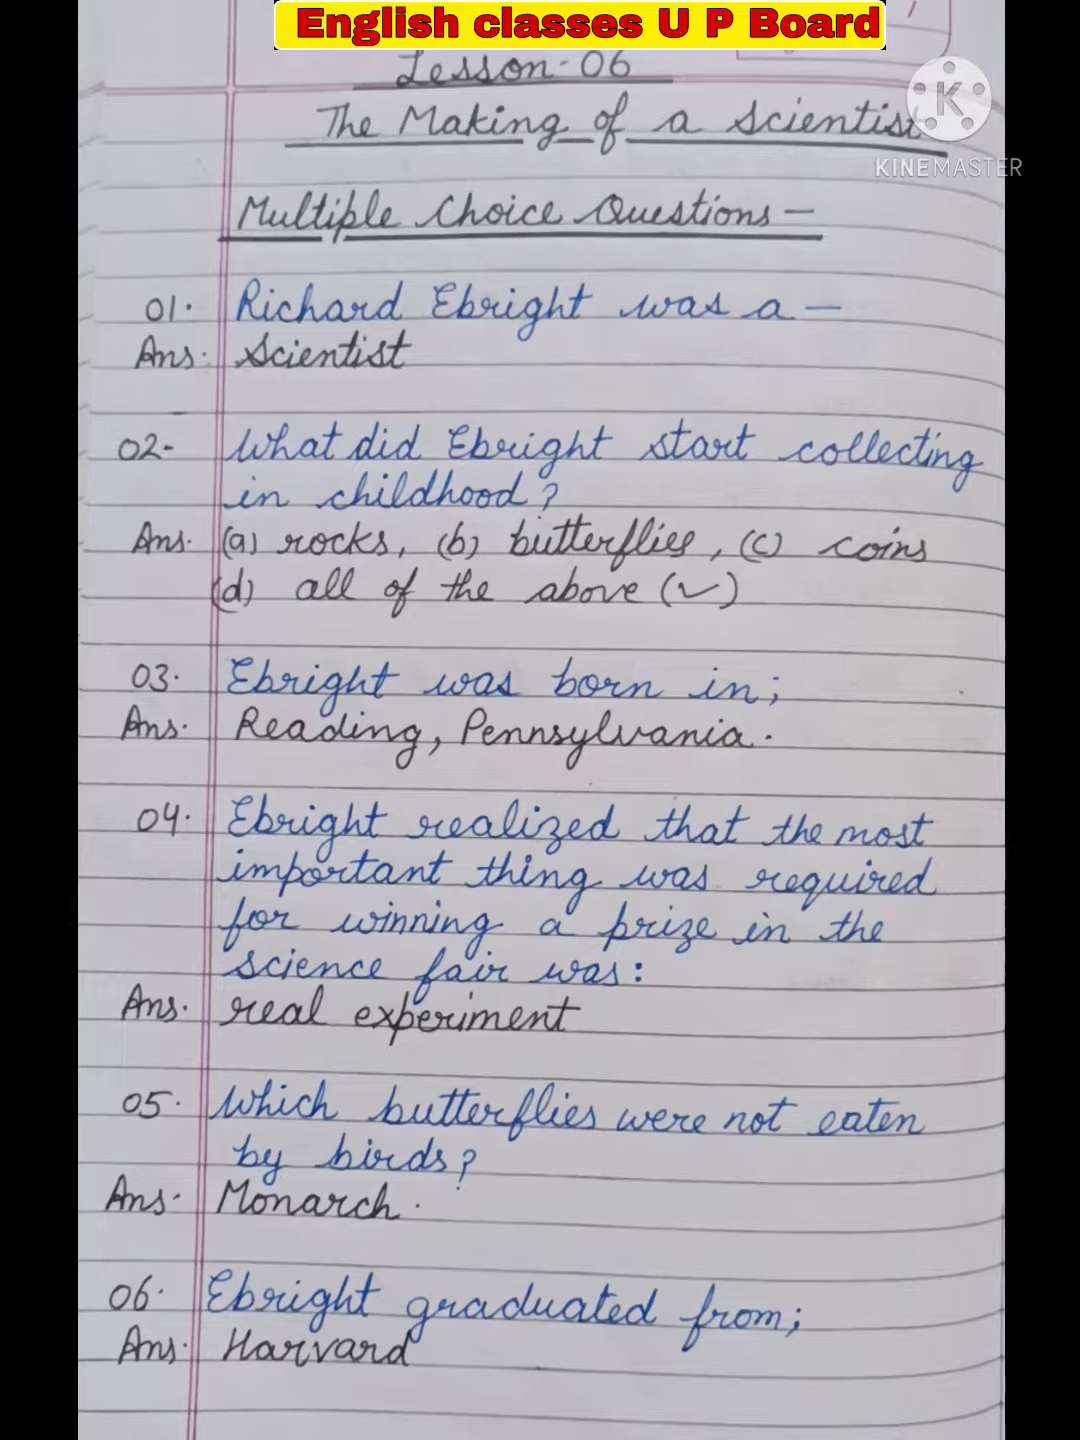 English classes U P Board
Lesson-06
The Making of a Scientist
KINEMASTER
Multiple Choice Questions -
01. Richard Ebright was a -
Ans. Scientist
02- What did Ebright start collecting
in childhood?
Ans. (a) rocks, (b) butterflies, (c) coins
(d) all of the above (✓)
03. Ebright was born in;
Ans. Reading, Pennsylvania.
04. Ebright realized that the most
important thing was required
for winning a prize in the
science fair was:
Ans. real experiment
05. Which butterflies were not eaten
by birds?
Ans. Monarch.
06. Ebright graduated from;
Ans. Harvard